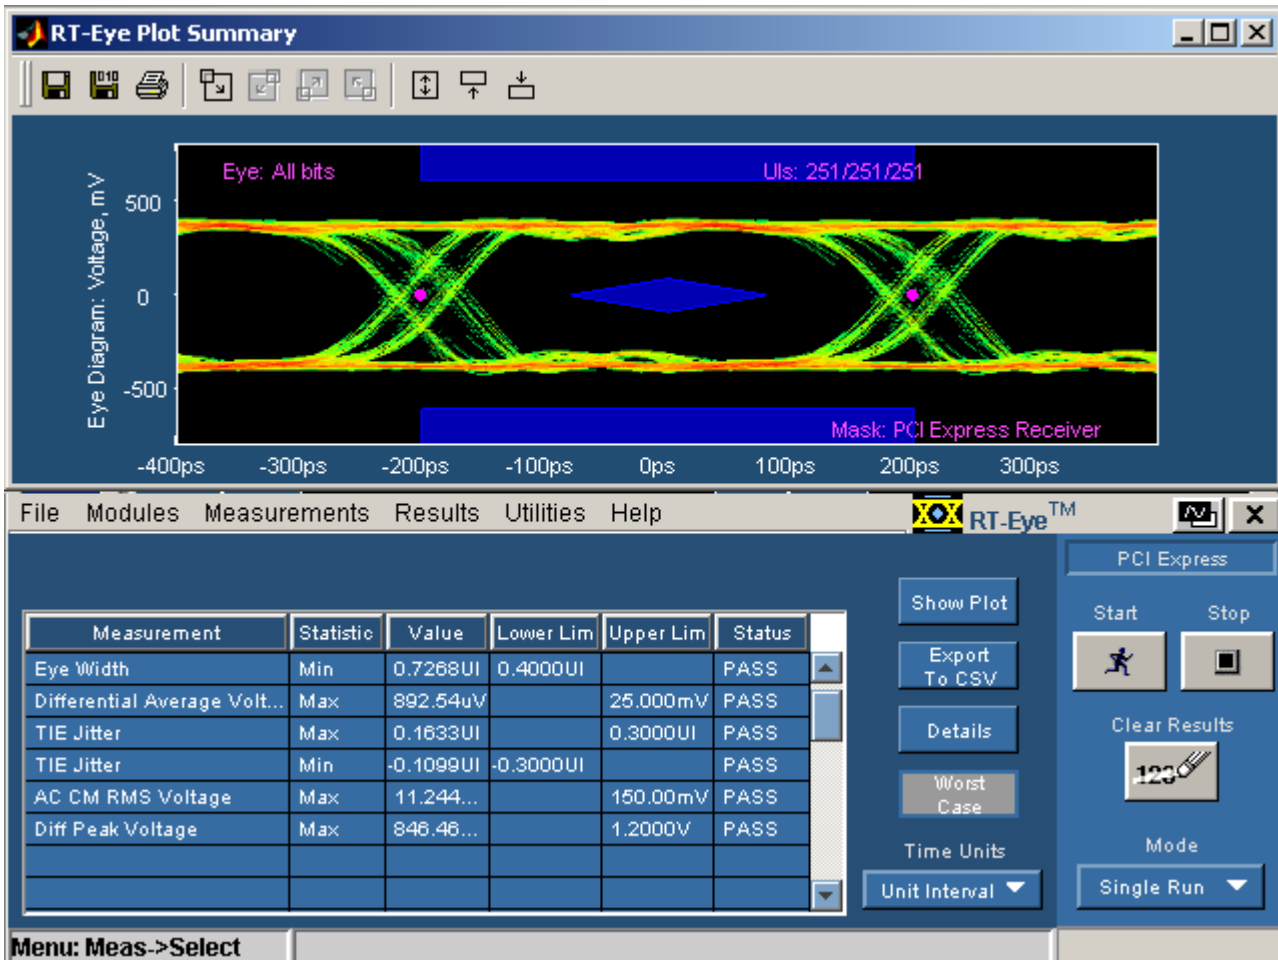 RT-Eye Plot Summary
Eye: All bits
UIs: 251/251/251
Eye Diagram: Voltage, mV
500
0
-500
Mask: PCI Express Receiver
-400ps -300ps -200ps -100ps 0ps 100ps 200ps 300ps
File Modules Measurements Results Utilities Help
RT-Eye™
PCI Express
Show Plot
Start Stop
Measurement Statistic Value Lower Lim Upper Lim Status
Eye Width Min 0.7268UI 0.4000UI PASS
Export
To CSV
Differential Average Volt... Max 892.54uV 25.000mV PASS
TIE Jitter Max 0.1633UI 0.3000UI PASS
Details
Clear Results
TIE Jitter Min -0.1099UI -0.3000UI PASS
123
AC CM RMS Voltage Max 11.244... 150.00mV PASS
Worst
Case
Diff Peak Voltage Max 846.46... 1.2000V PASS
Time Units
Mode
Unit Interval
Single Run
Menu: Meas->Select